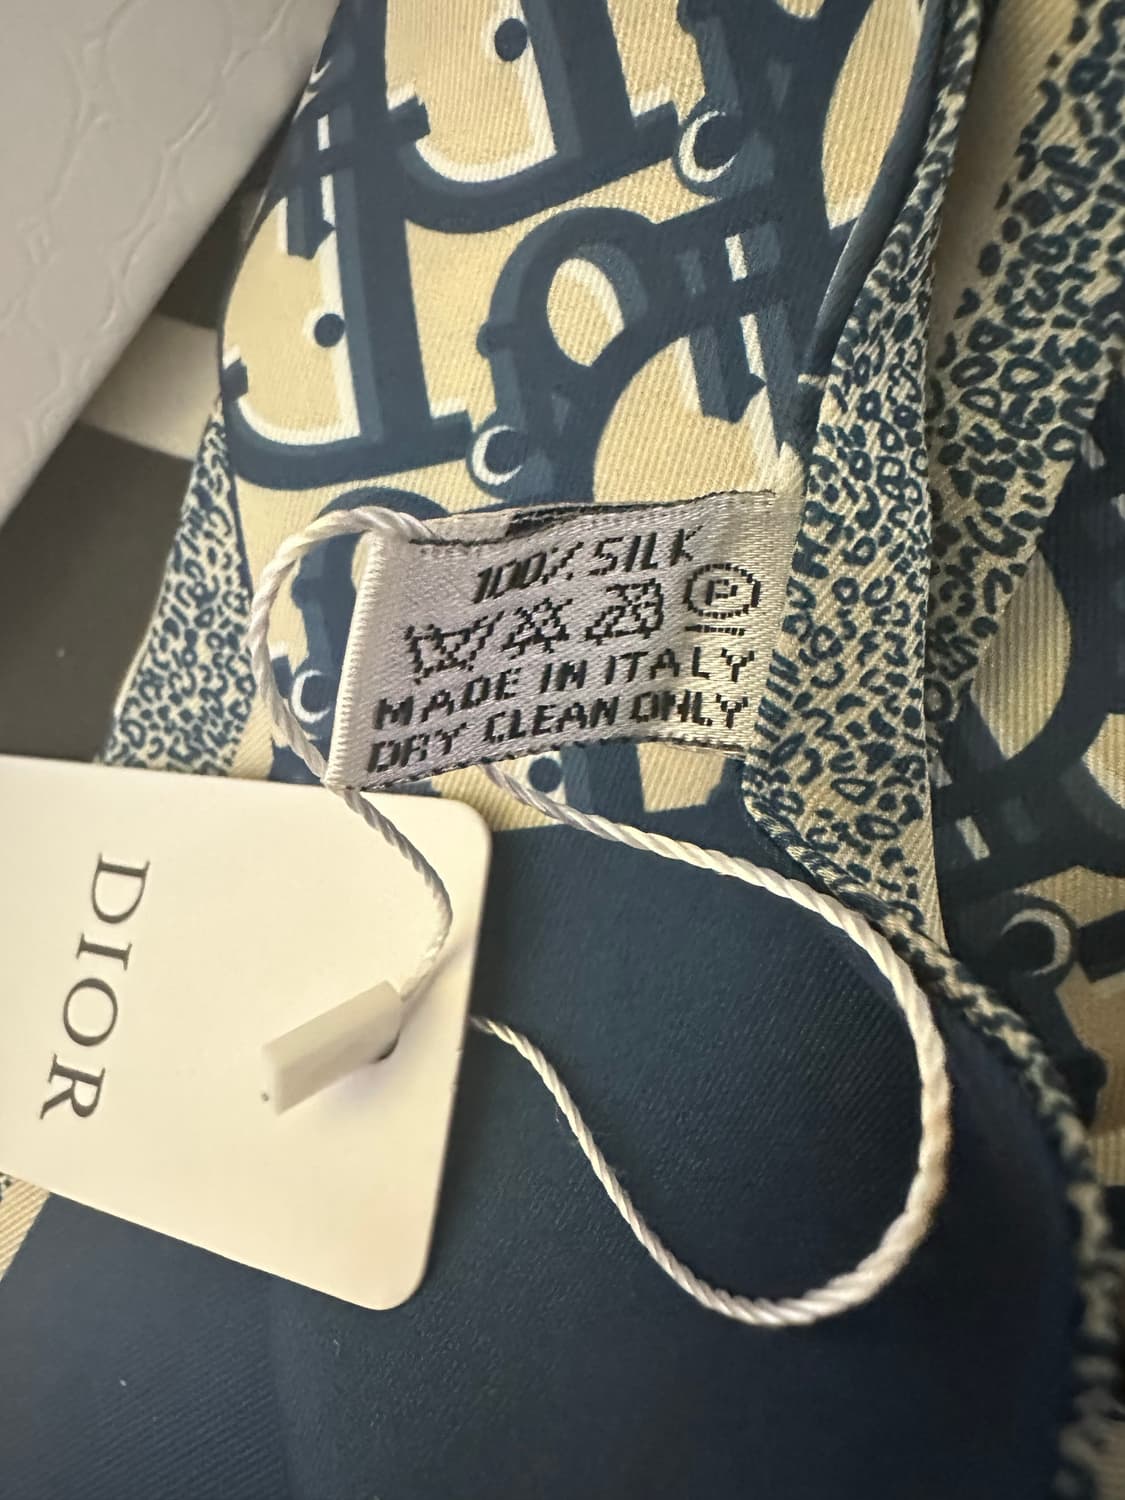 100% SILK
P
MADE IN ITALY
DRY CLEAN ONLY
DIOR